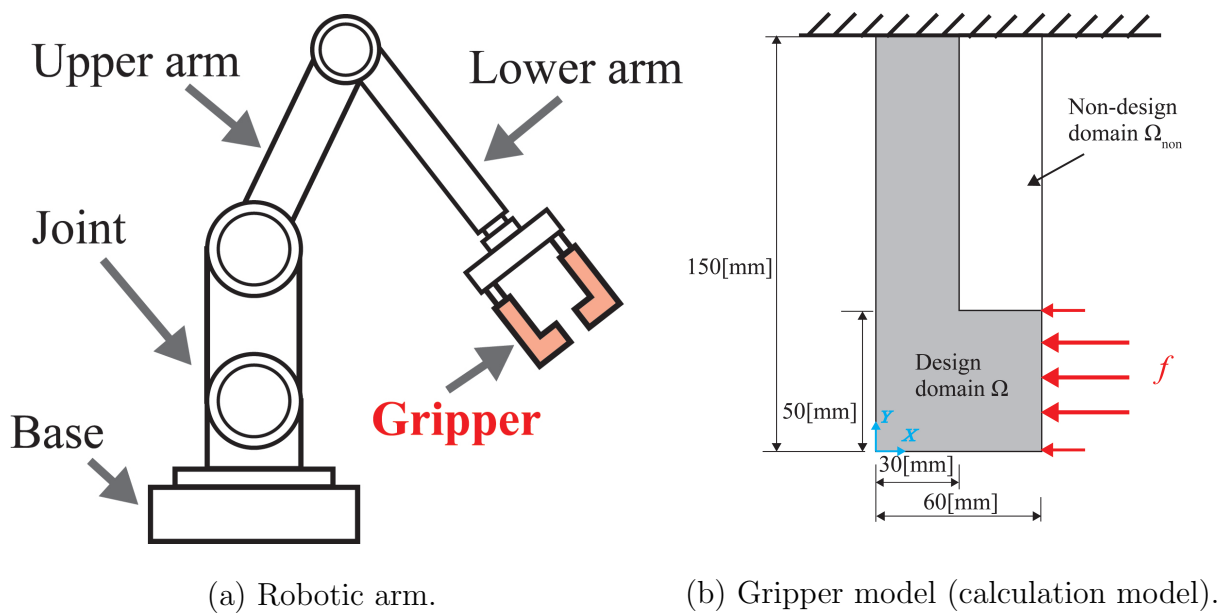 Upper arm
Lower arm
Joint
Gripper
Base
(a) Robotic arm.
Non-design
domain Ω_non
150[mm]
Design
domain Ω
f
50[mm]
Y
X
30[mm]
60[mm]
(b) Gripper model (calculation model).